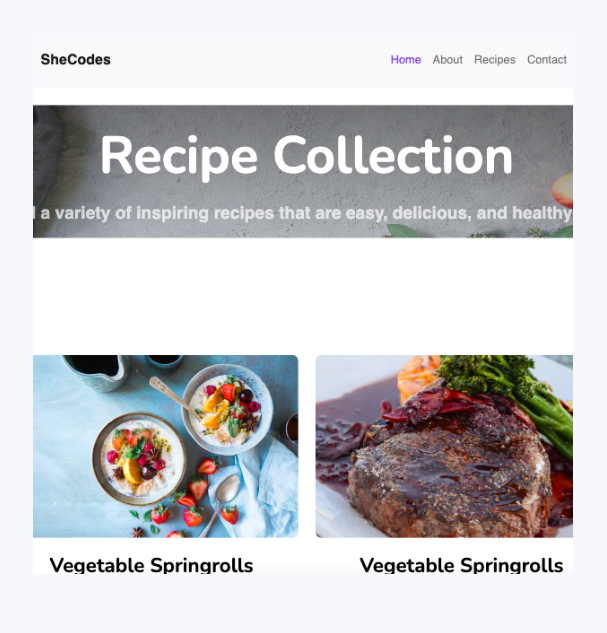 SheCodes
Home About Recipes Contact
Recipe Collection
a variety of inspiring recipes that are easy, delicious, and healthy
Vegetable Springrolls Vegetable Springrolls